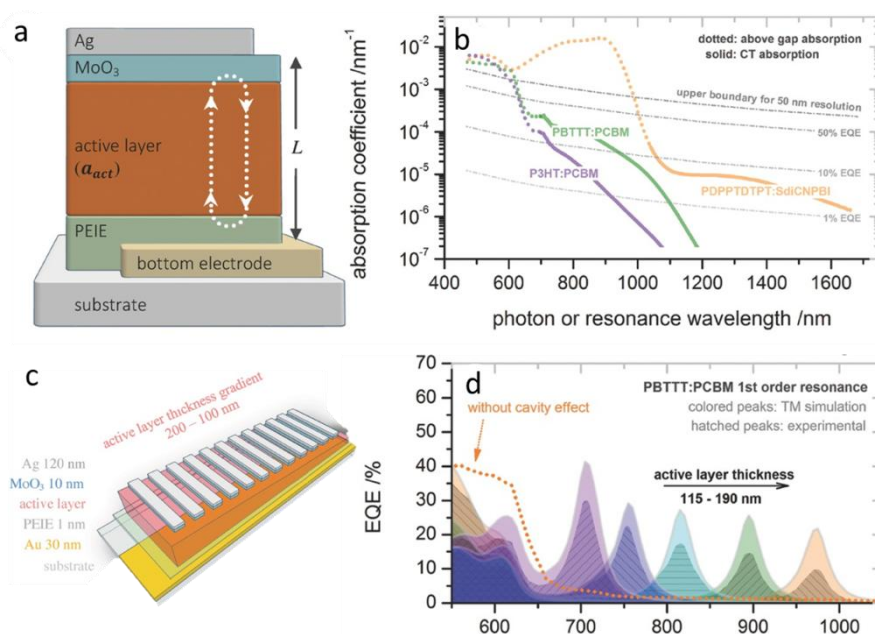 a
Ag
MoO₃
active layer
(a_act)
L
PEIE
bottom electrode
substrate
b
absorption coefficient /nm⁻¹
10⁻²
10⁻³
10⁻⁴
10⁻⁵
10⁻⁶
10⁻⁷
dotted: above gap absorption
solid: CT absorption
upper boundary for 50 nm resolution
50% EQE
PBTTT:PCBM
10% EQE
P3HT:PCBM
PDPPTDTPT:SdiCNPBI
1% EQE
400 600 800 1000 1200 1400 1600
photon or resonance wavelength /nm
c
active layer thickness gradient
200 – 100 nm
Ag 120 nm
MoO₃ 10 nm
active layer
PEIE 1 nm
Au 30 nm
substrate
d
EQE /%
70
60
50
40
30
20
10
0
PBTTT:PCBM 1st order resonance
colored peaks: TM simulation
hatched peaks: experimental
without cavity effect
active layer thickness
115 - 190 nm
600 700 800 900 1000